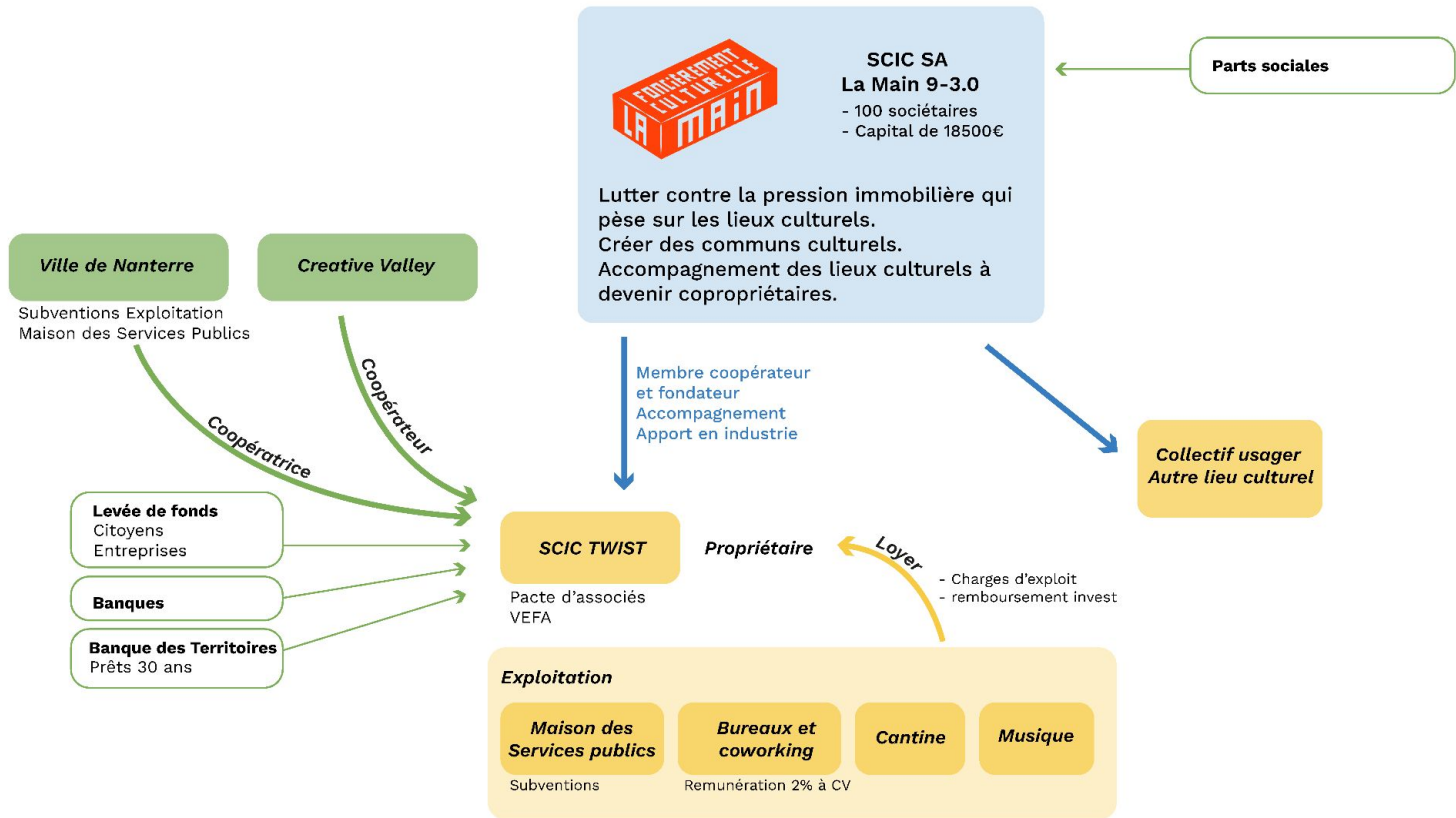 FONCIÈREMENT
CULTURELLE
LA MAIN
SCIC SA
La Main 9-3.0
- 100 sociétaires
- Capital de 18500€
Parts sociales
Lutter contre la pression immobilière qui
pèse sur les lieux culturels.
Créer des communs culturels.
Accompagnement des lieux culturels à
devenir copropriétaires.
Ville de Nanterre
Creative Valley
Subventions Exploitation
Maison des Services Publics
Coopératrice
Coopérateur
Membre coopérateur
et fondateur
Accompagnement
Apport en industrie
Collectif usager
Autre lieu culturel
Levée de fonds
Citoyens
Entreprises
Banques
Banque des Territoires
Prêts 30 ans
SCIC TWIST
Propriétaire
Pacte d'associés
VEFA
Loyer
- Charges d'exploit
- remboursement invest
Exploitation
Maison des
Services publics
Subventions
Bureaux et
coworking
Remunération 2% à CV
Cantine
Musique